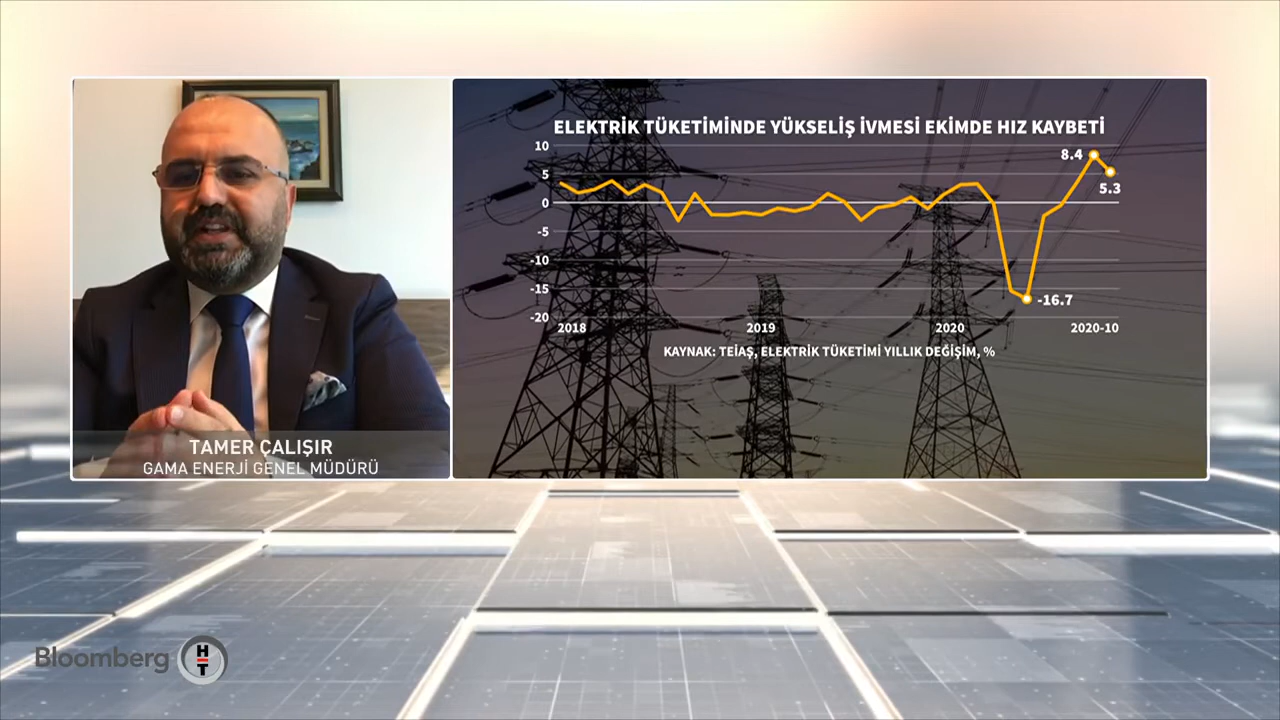 ELEKTRİK TÜKETİMİNDE YÜKSELİŞ İVMESİ EKİMDE HIZ KAYBETİ
10
5
0
-5
-10
-15
-20
8.4
5.3
-16.7
2018 2019 2020 2020-10
KAYNAK: TEİAŞ, ELEKTRİK TÜKETİMİ YILLIK DEĞİŞİM, %
TAMER ÇALIŞIR
GAMA ENERJİ GENEL MÜDÜRÜ
Bloomberg HT